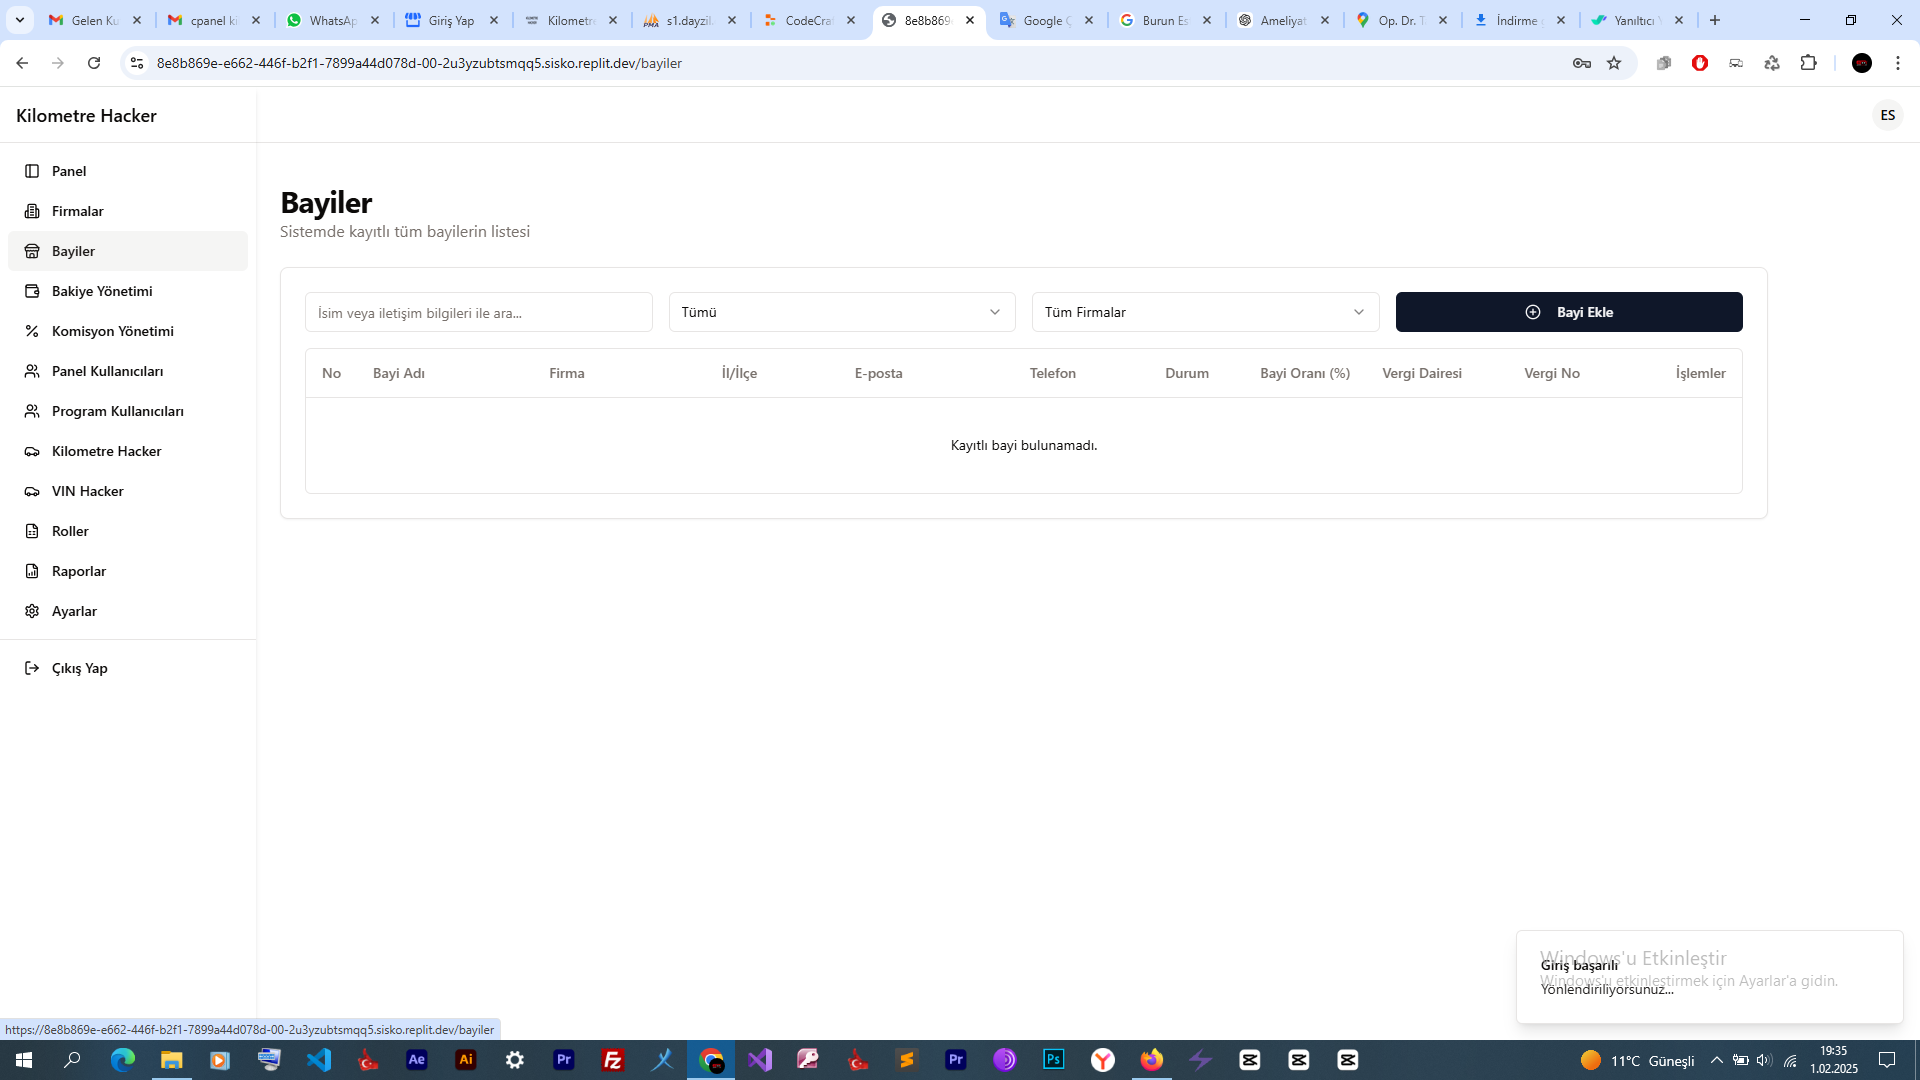 Gelen Ku
cpanel ki
WhatsAp
Giriş Yap
Kilometre
s1.dayzil
CodeCraf
8e8b869
Google Ç
Burun Es
Ameliyat
Op. Dr. T
İndirme g
Yanıltıcı
8e8b869e-e662-446f-b2f1-7899a44d078d-00-2u3yzubtsmqq5.sisko.replit.dev/bayiler
Kilometre Hacker
ES
Panel
Firmalar
Bayiler
Bakiye Yönetimi
Komisyon Yönetimi
Panel Kullanıcıları
Program Kullanıcıları
Kilometre Hacker
VIN Hacker
Roller
Raporlar
Ayarlar
Çıkış Yap
Bayiler
Sistemde kayıtlı tüm bayilerin listesi
İsim veya iletişim bilgileri ile ara...
Tümü
Tüm Firmalar
Bayi Ekle
No Bayi Adı Firma İl/İlçe E-posta Telefon Durum Bayi Oranı (%) Vergi Dairesi Vergi No İşlemler
Kayıtlı bayi bulunamadı.
Windows'u Etkinleştir
Giriş başarılı
Windows'u etkinleştirmek için Ayarlar'a gidin.
Yönlendiriliyorsunuz...
https://8e8b869e-e662-446f-b2f1-7899a44d078d-00-2u3yzubtsmqq5.sisko.replit.dev/bayiler
11°C Güneşli
19:35
1.02.2025